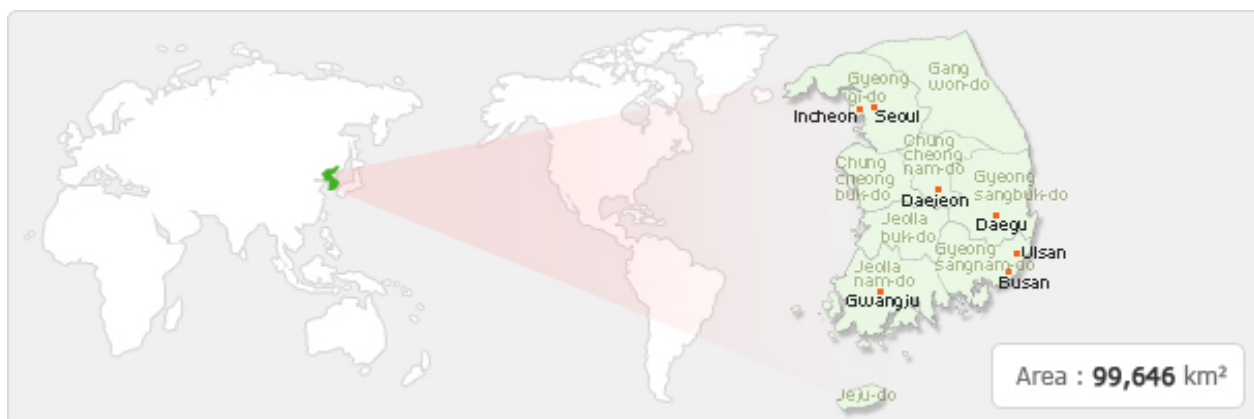 Gyeong
gi-do
Gang
won-do
Incheon
Seoul
Chung
cheong
nam-do
Chung
cheong
buk-do
Gyeong
sangbuk-do
Daejeon
Daegu
Jeolla
buk-do
Gyeong
sangnam-do
Ulsan
Busan
Jeolla
nam-do
Gwangju
Jeju-do
Area : 99,646 km²